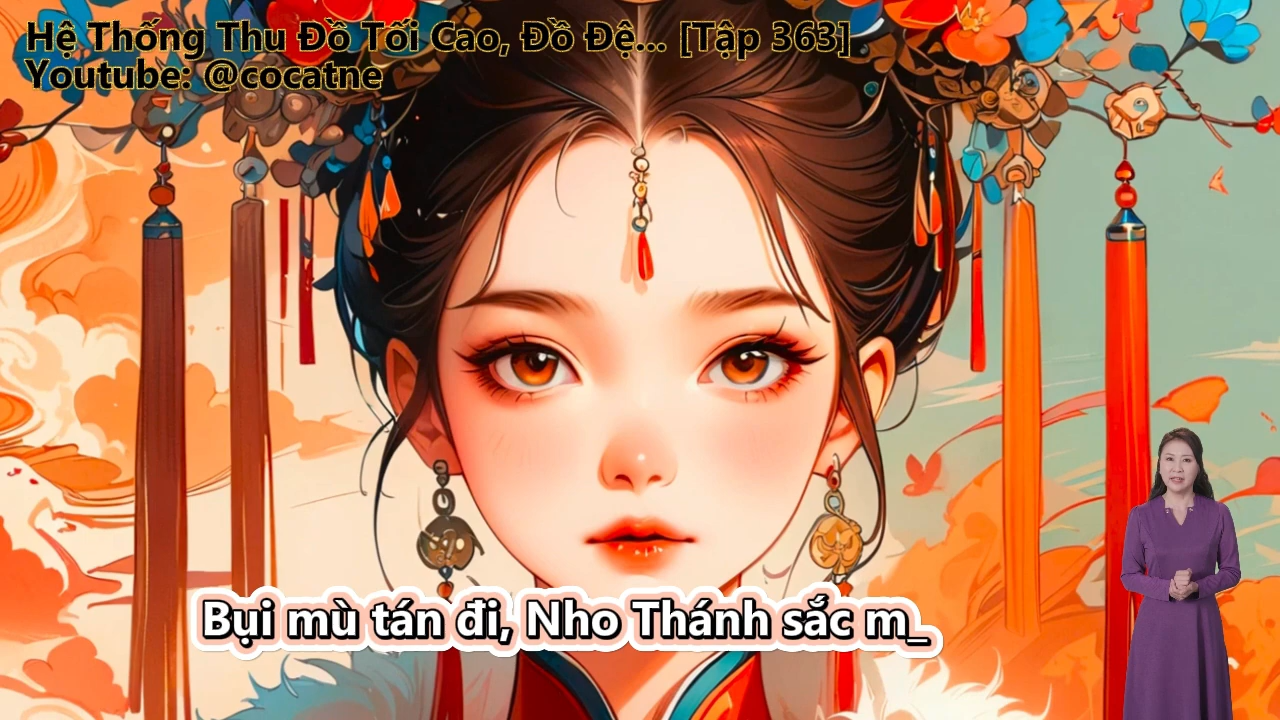 Hệ Thống Thu Đồ Tối Cao, Đồ Đệ... [Tập 363]
Youtube: @cocatne
Bụi mù tán đi, Nho Thánh sắc m_